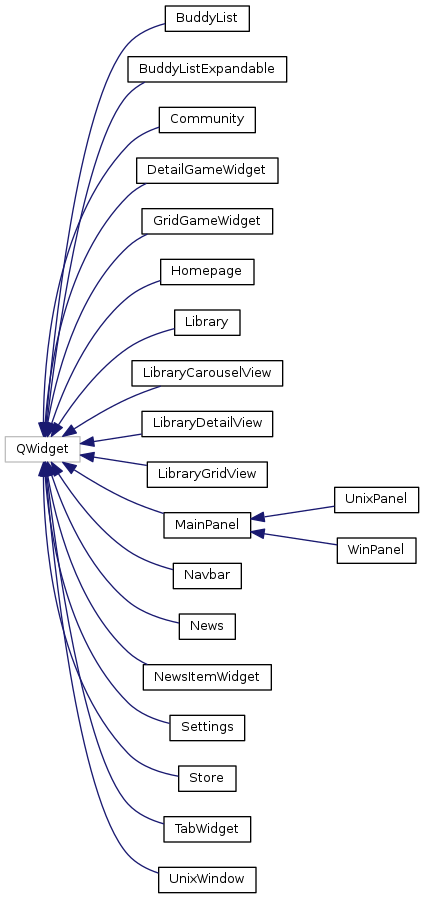 BuddyList
BuddyListExpandable
Community
DetailGameWidget
GridGameWidget
Homepage
Library
LibraryCarouselView
LibraryDetailView
QWidget
LibraryGridView
UnixPanel
MainPanel
WinPanel
Navbar
News
NewsItemWidget
Settings
Store
TabWidget
UnixWindow